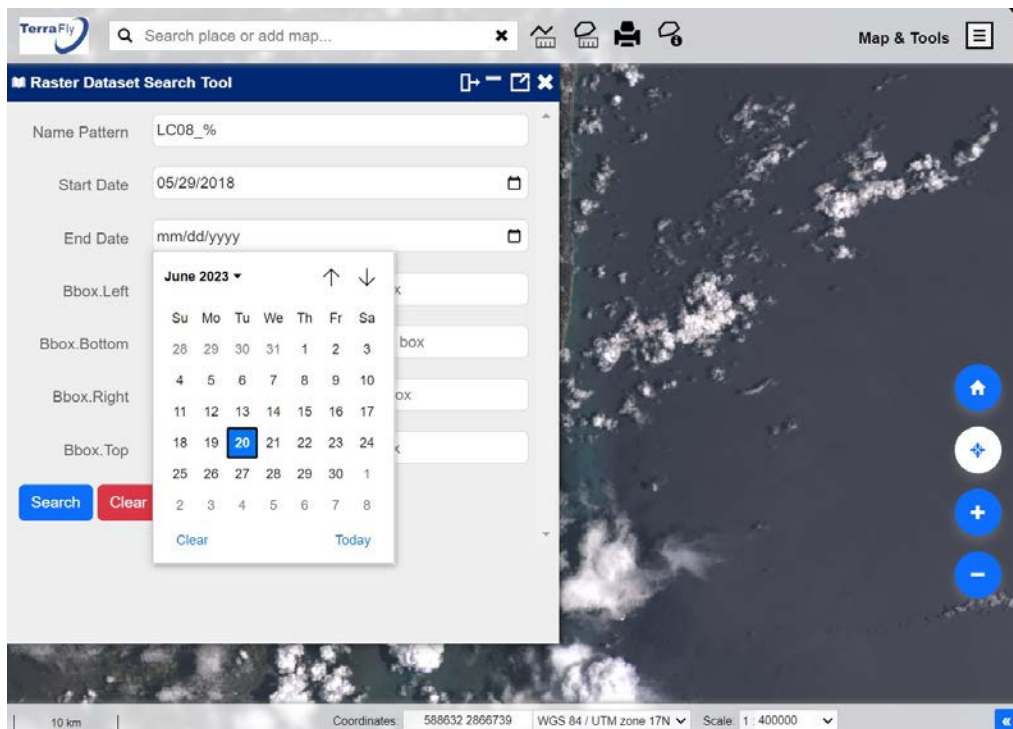 TerraFly
Search place or add map...
Map & Tools
Raster Dataset Search Tool
Name Pattern LC08_%
Start Date 05/29/2018
End Date mm/dd/yyyy
June 2023
Bbox.Left
Su Mo Tu We Th Fr Sa
Bbox.Bottom 28 29 30 31 1 2 3 box
4 5 6 7 8 9 10
Bbox.Right ox
11 12 13 14 15 16 17
Bbox.Top 18 19 20 21 22 23 24
25 26 27 28 29 30 1
Search Clear
2 3 4 5 6 7 8
Clear Today
10 km Coordinates: 588632 2866739 WGS 84 / UTM zone 17N Scale: 1 : 400000